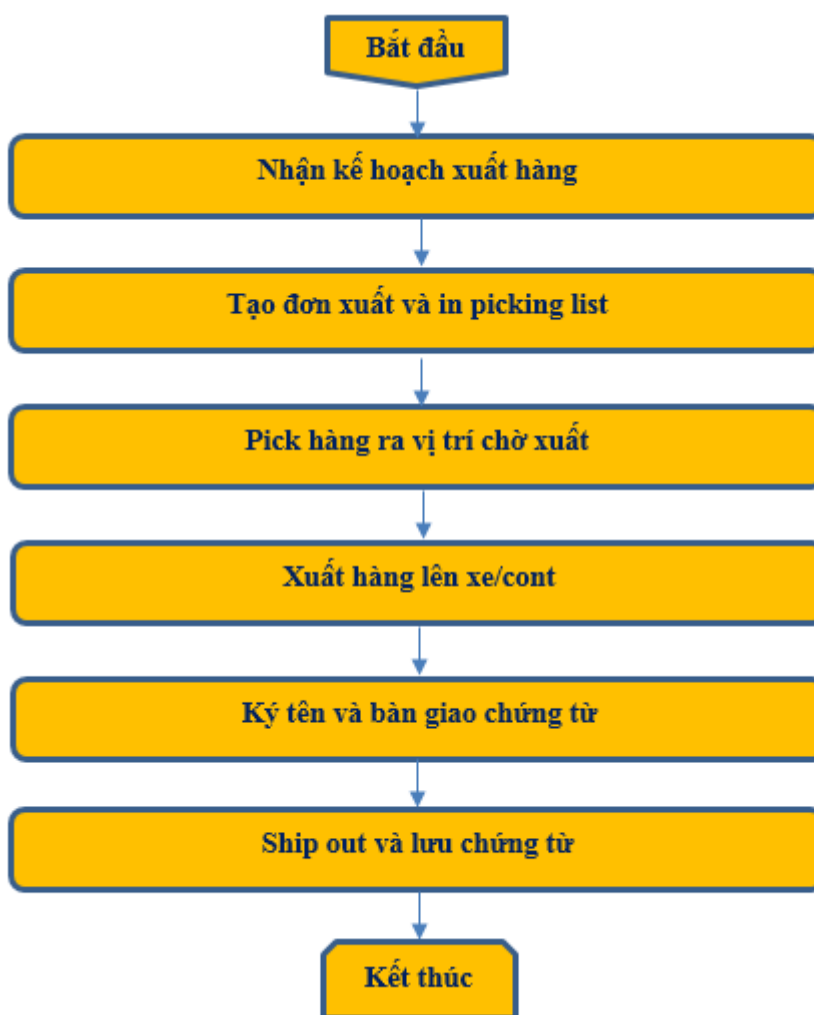 Bắt đầu
Nhận kế hoạch xuất hàng
Tạo đơn xuất và in picking list
Pick hàng ra vị trí chờ xuất
Xuất hàng lên xe/cont
Ký tên và bàn giao chứng từ
Ship out và lưu chứng từ
Kết thúc